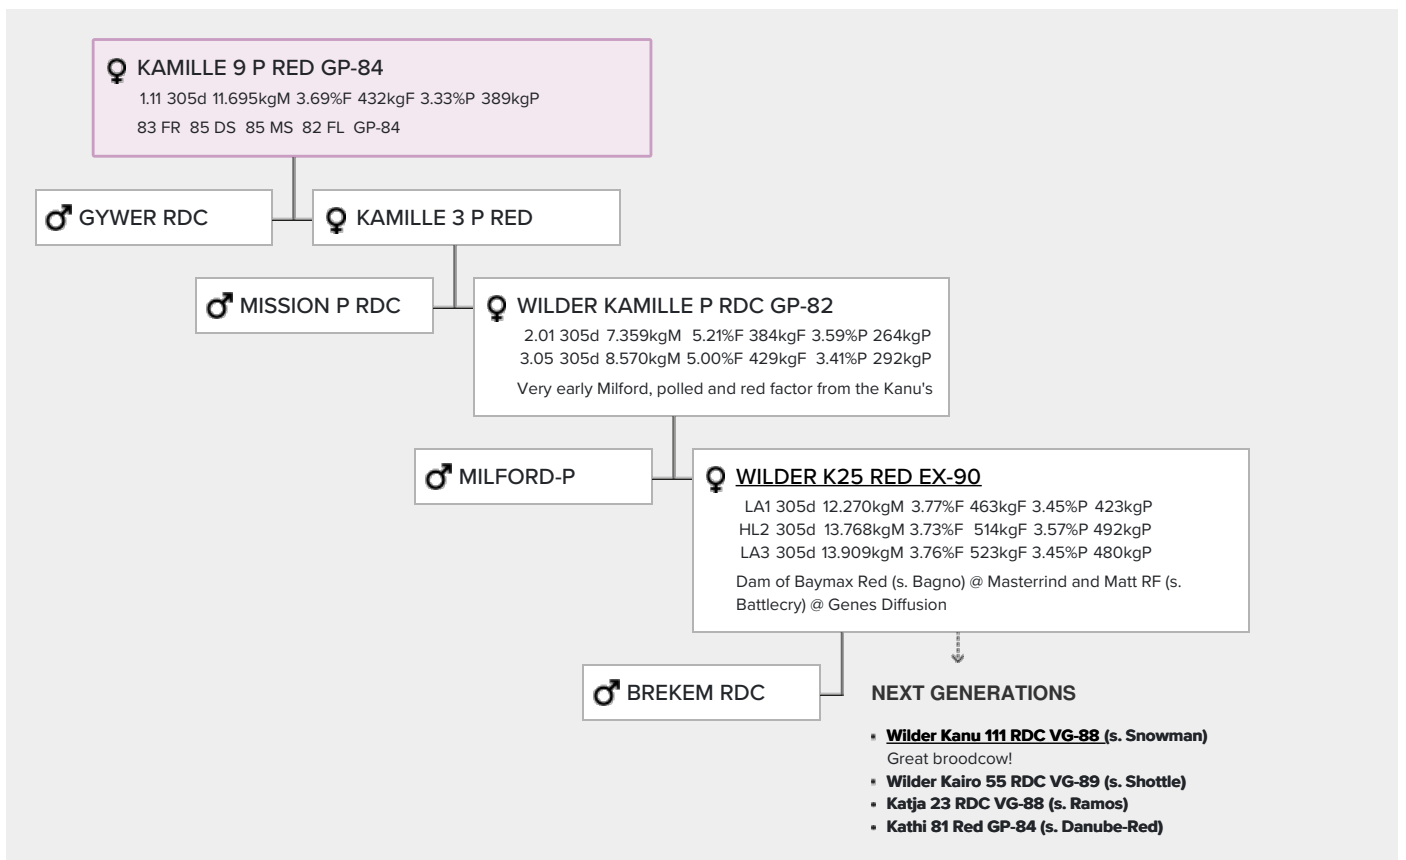 KAMILLE 9 P RED GP-84
1.11 305d 11.695kgM 3.69%F 432kgF 3.33%P 389kgP
83 FR 85 DS 85 MS 82 FL GP-84
GYWER RDC
KAMILLE 3 P RED
MISSION P RDC
WILDER KAMILLE P RDC GP-82
2.01 305d 7.359kgM 5.21%F 384kgF 3.59%P 264kgP
3.05 305d 8.570kgM 5.00%F 429kgF 3.41%P 292kgP
Very early Milford, polled and red factor from the Kanu's
MILFORD-P
WILDER K25 RED EX-90
LA1 305d 12.270kgM 3.77%F 463kgF 3.45%P 423kgP
HL2 305d 13.768kgM 3.73%F 514kgF 3.57%P 492kgP
LA3 305d 13.909kgM 3.76%F 523kgF 3.45%P 480kgP
Dam of Baymax Red (s. Bagno) @ Masterrind and Matt RF (s.
Battlecry) @ Genes Diffusion
BREKEM RDC
NEXT GENERATIONS
• Wilder Kanu 111 RDC VG-88 (s. Snowman)
Great broodcow!
• Wilder Kairo 55 RDC VG-89 (s. Shottle)
• Katja 23 RDC VG-88 (s. Ramos)
• Kathi 81 Red GP-84 (s. Danube-Red)